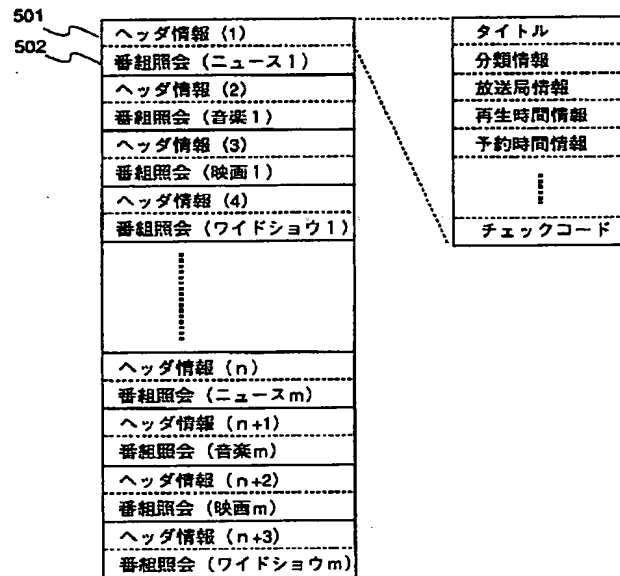 501
502
ヘッダ情報 (1)
番組照会 (ニュース1)
ヘッダ情報 (2)
番組照会 (音楽1)
ヘッダ情報 (3)
番組照会 (映画1)
ヘッダ情報 (4)
番組照会 (ワイドショウ1)
ヘッダ情報 (n)
番組照会 (ニュースm)
ヘッダ情報 (n+1)
番組照会 (音楽m)
ヘッダ情報 (n+2)
番組照会 (映画m)
ヘッダ情報 (n+3)
番組照会 (ワイドショウm)
タイトル
分類情報
放送局情報
再生時間情報
予約時間情報
チェックコード